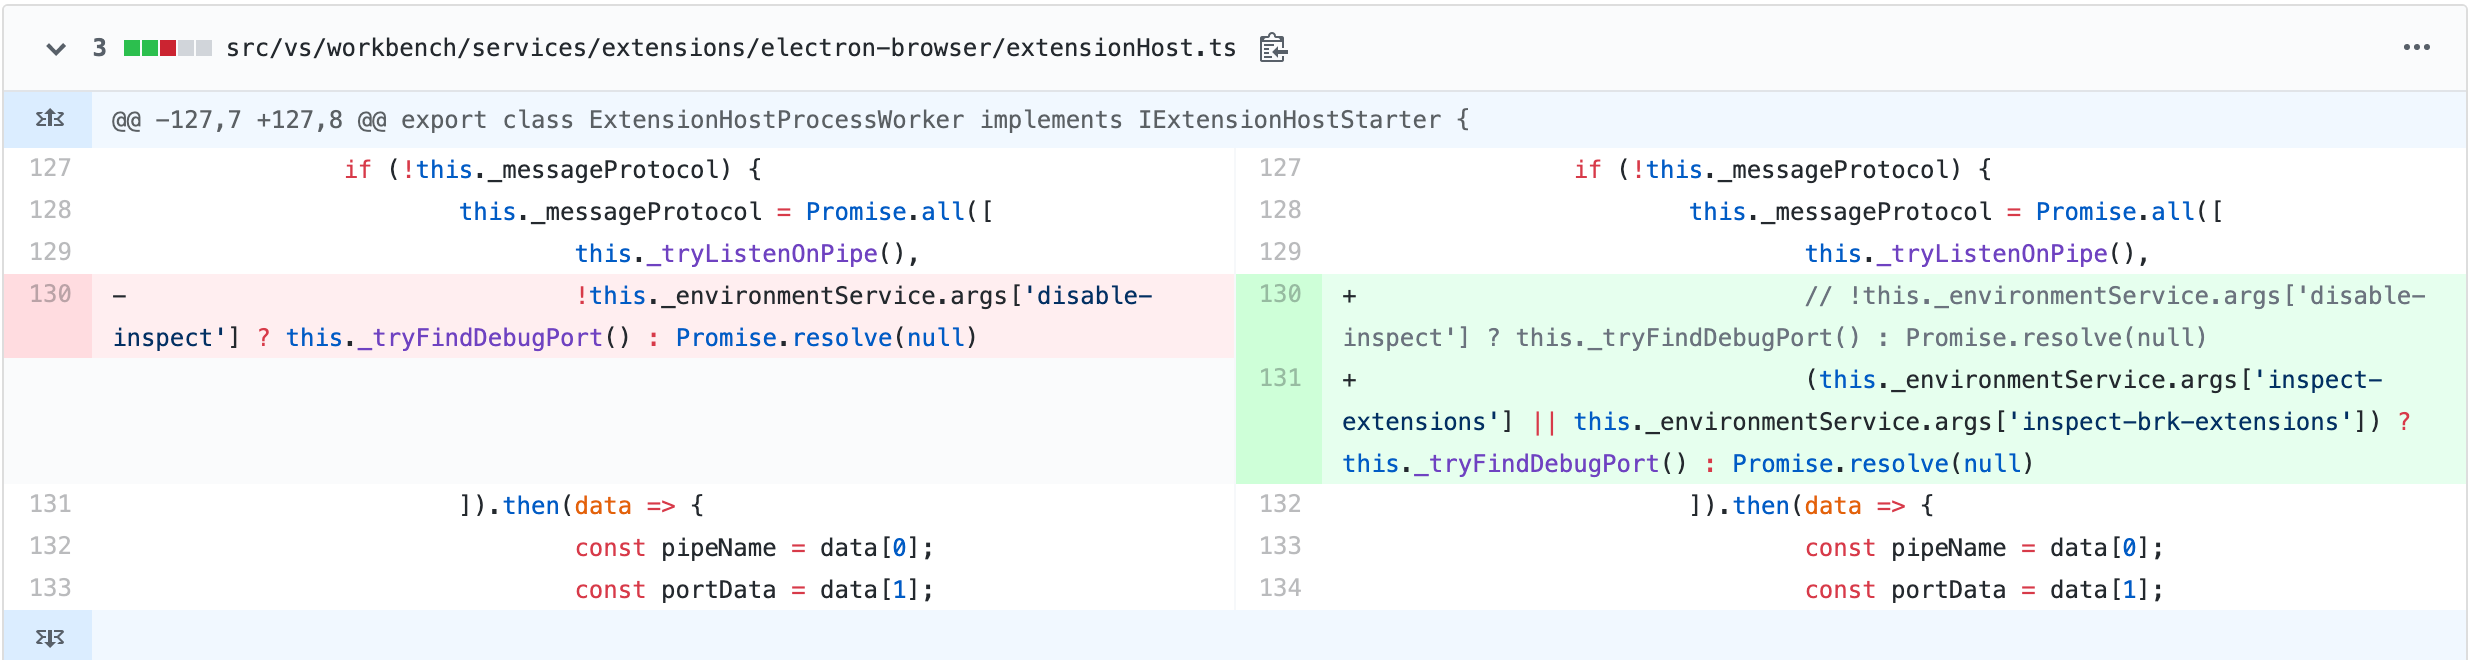 3 src/vs/workbench/services/extensions/electron-browser/extensionHost.ts
@@ -127,7 +127,8 @@ export class ExtensionHostProcessWorker implements IExtensionHostStarter {
127 if (!this._messageProtocol) {
128 this._messageProtocol = Promise.all([
129 this._tryListenOnPipe(),
130 - !this._environmentService.args['disable-
inspect'] ? this._tryFindDebugPort() : Promise.resolve(null)
131 ]).then(data => {
132 const pipeName = data[0];
133 const portData = data[1];
127 if (!this._messageProtocol) {
128 this._messageProtocol = Promise.all([
129 this._tryListenOnPipe(),
130 + // !this._environmentService.args['disable-
inspect'] ? this._tryFindDebugPort() : Promise.resolve(null)
131 + (this._environmentService.args['inspect-
extensions'] || this._environmentService.args['inspect-brk-extensions']) ?
this._tryFindDebugPort() : Promise.resolve(null)
132 ]).then(data => {
133 const pipeName = data[0];
134 const portData = data[1];